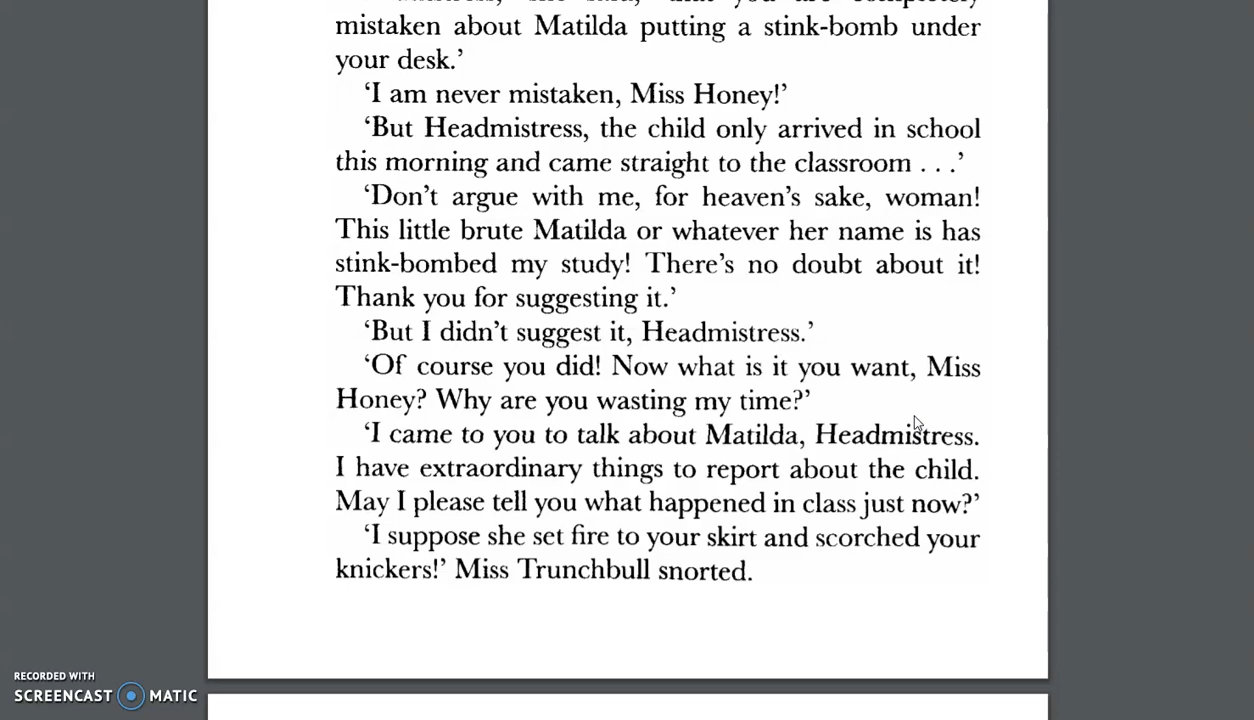 mistaken about Matilda putting a stink-bomb under
your desk.’
‘I am never mistaken, Miss Honey!’
‘But Headmistress, the child only arrived in school
this morning and came straight to the classroom . . .’
‘Don’t argue with me, for heaven’s sake, woman!
This little brute Matilda or whatever her name is has
stink-bombed my study! There’s no doubt about it!
Thank you for suggesting it.’
‘But I didn’t suggest it, Headmistress.’
‘Of course you did! Now what is it you want, Miss
Honey? Why are you wasting my time?’
‘I came to you to talk about Matilda, Headmistress.
I have extraordinary things to report about the child.
May I please tell you what happened in class just now?’
‘I suppose she set fire to your skirt and scorched your
knickers!’ Miss Trunchbull snorted.
RECORDED WITH
SCREENCAST MATIC